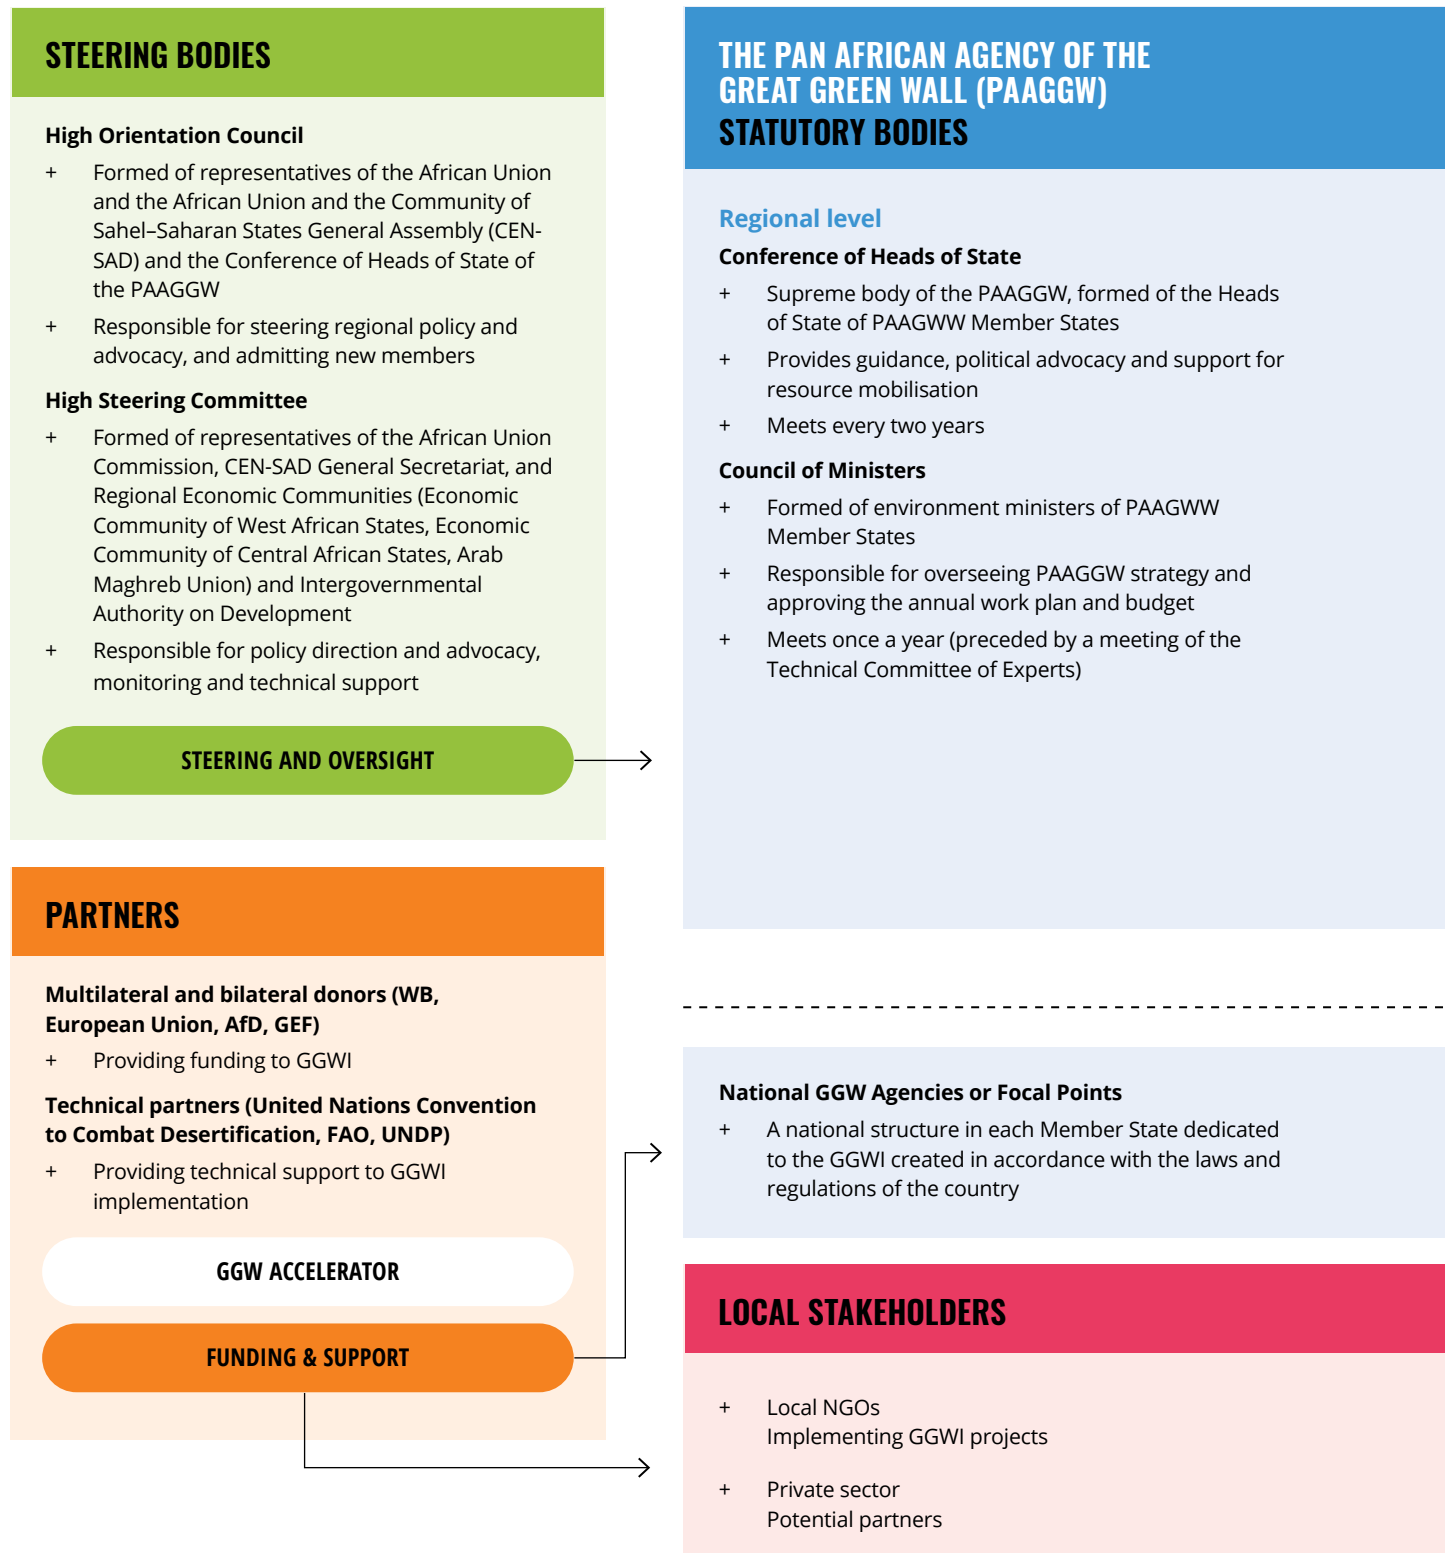 STEERING BODIES
High Orientation Council
+ Formed of representatives of the African Union
and the African Union and the Community of
Sahel–Saharan States General Assembly (CEN-
SAD) and the Conference of Heads of State of
the PAAGGW
+ Responsible for steering regional policy and
advocacy, and admitting new members
High Steering Committee
+ Formed of representatives of the African Union
Commission, CEN-SAD General Secretariat, and
Regional Economic Communities (Economic
Community of West African States, Economic
Community of Central African States, Arab
Maghreb Union) and Intergovernmental
Authority on Development
+ Responsible for policy direction and advocacy,
monitoring and technical support
STEERING AND OVERSIGHT
PARTNERS
Multilateral and bilateral donors (WB,
European Union, AfD, GEF)
+ Providing funding to GGWI
Technical partners (United Nations Convention
to Combat Desertification, FAO, UNDP)
+ Providing technical support to GGWI
implementation
GGW ACCELERATOR
FUNDING & SUPPORT
THE PAN AFRICAN AGENCY OF THE
GREAT GREEN WALL (PAAGGW)
STATUTORY BODIES
Regional level
Conference of Heads of State
+ Supreme body of the PAAGGW, formed of the Heads
of State of PAAGWW Member States
+ Provides guidance, political advocacy and support for
resource mobilisation
+ Meets every two years
Council of Ministers
+ Formed of environment ministers of PAAGWW
Member States
+ Responsible for overseeing PAAGGW strategy and
approving the annual work plan and budget
+ Meets once a year (preceded by a meeting of the
Technical Committee of Experts)
National GGW Agencies or Focal Points
+ A national structure in each Member State dedicated
to the GGWI created in accordance with the laws and
regulations of the country
LOCAL STAKEHOLDERS
+ Local NGOs
Implementing GGWI projects
+ Private sector
Potential partners